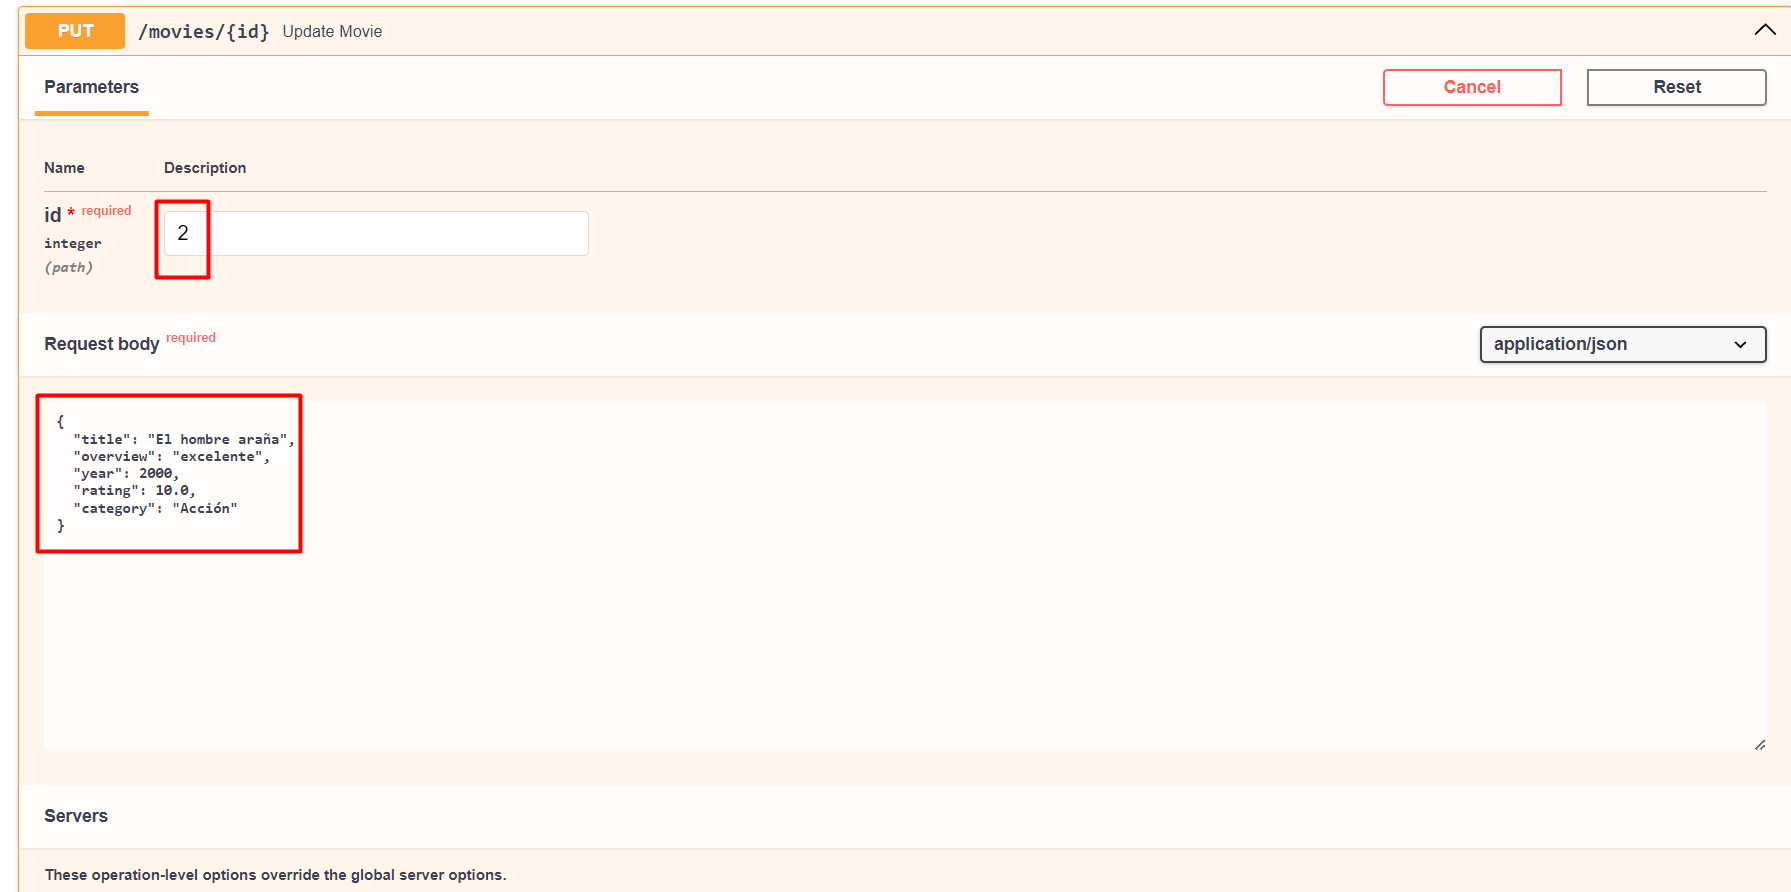 PUT /movies/{id} Update Movie
Parameters
Cancel
Reset
Name Description
id * required
integer
(path)
2
Request body required
application/json
{
  "title": "El hombre araña",
  "overview": "excelente",
  "year": 2000,
  "rating": 10.0,
  "category": "Acción"
}
Servers
These operation-level options override the global server options.